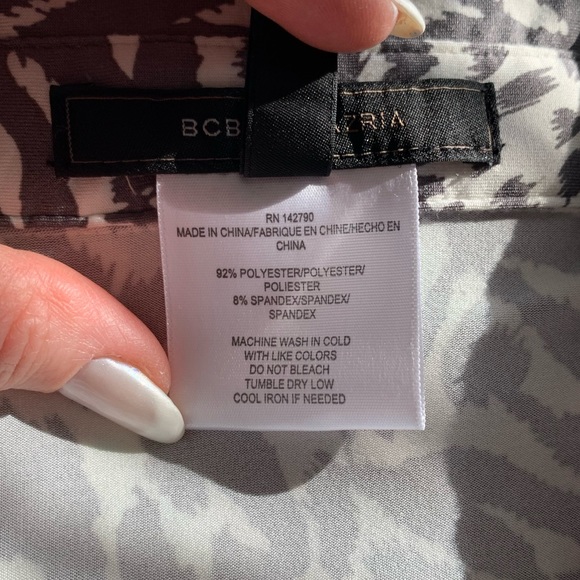 BCB AZRIA
RN 142790
MADE IN CHINA/FABRIQUE EN CHINE/HECHO EN
CHINA
92% POLYESTER/POLYESTER/
POLIESTER
8% SPANDEX/SPANDEX/
SPANDEX
MACHINE WASH IN COLD
WITH LIKE COLORS
DO NOT BLEACH
TUMBLE DRY LOW
COOL IRON IF NEEDED